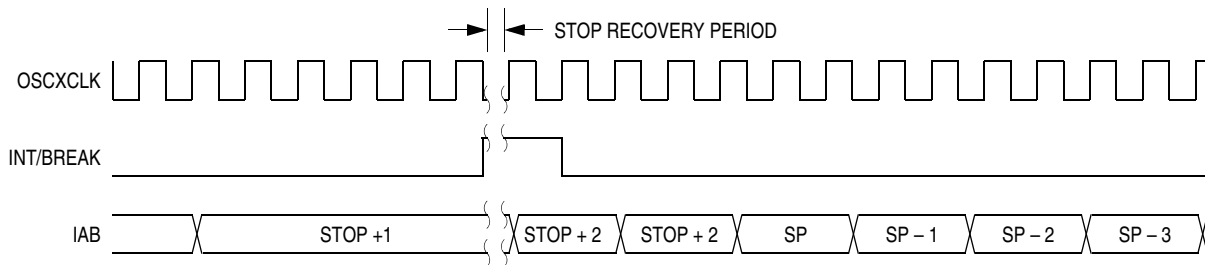 STOP RECOVERY PERIOD
OSCXCLK
INT/BREAK
IAB STOP +1 STOP + 2 STOP + 2 SP SP – 1 SP – 2 SP – 3